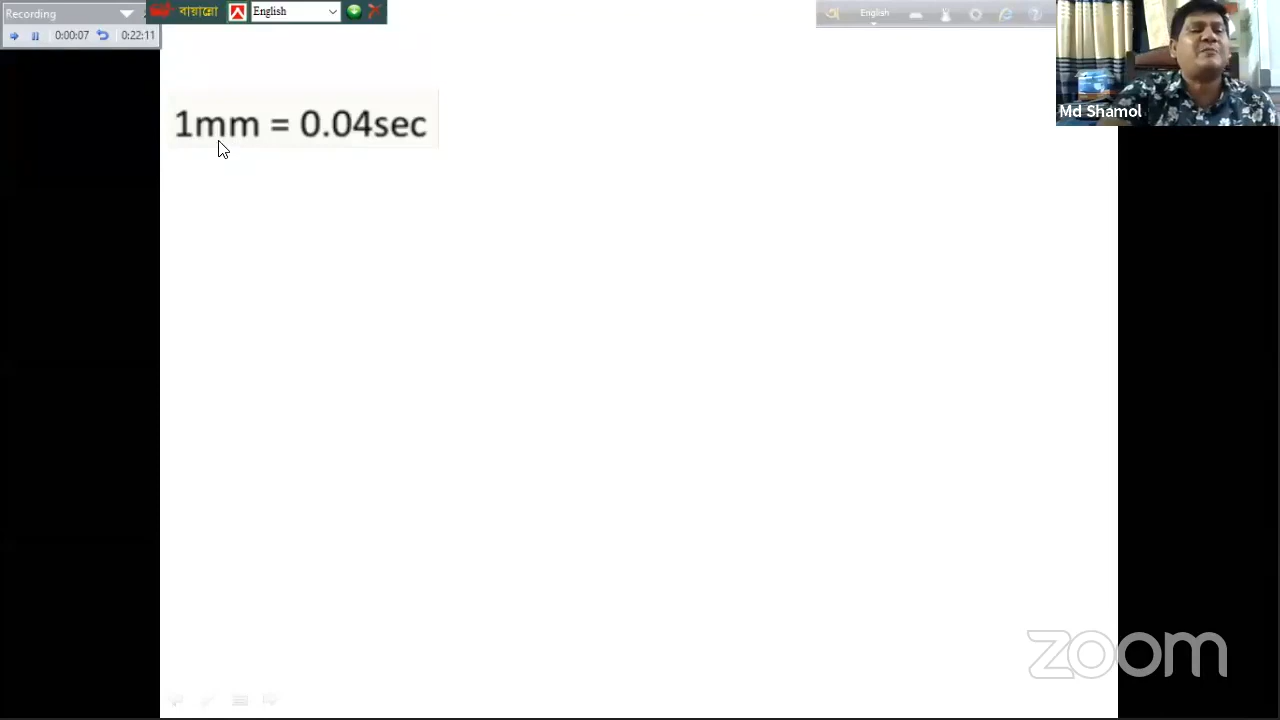 Recording
0:00:07 0:22:11
বায়ান্নো English
English
Md Shamol
1mm = 0.04sec
zoom